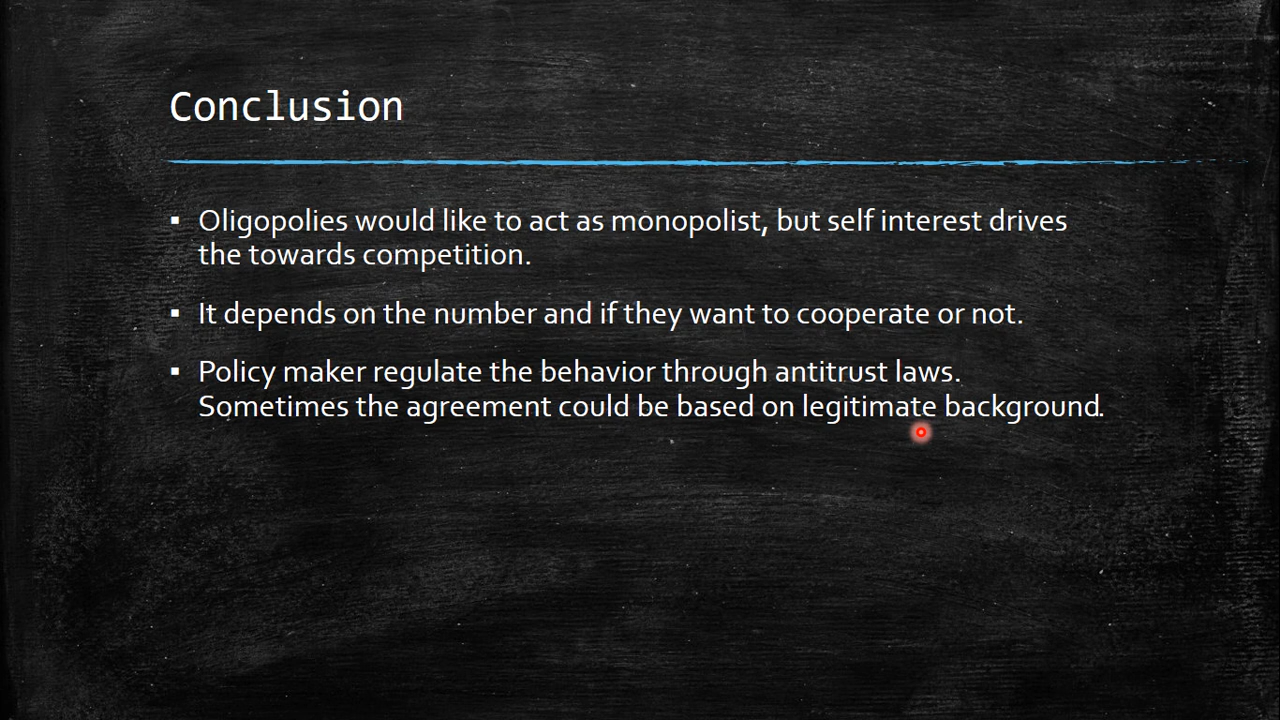 Conclusion
▪ Oligopolies would like to act as monopolist, but self interest drives
the towards competition.
▪ It depends on the number and if they want to cooperate or not.
▪ Policy maker regulate the behavior through antitrust laws.
Sometimes the agreement could be based on legitimate background.